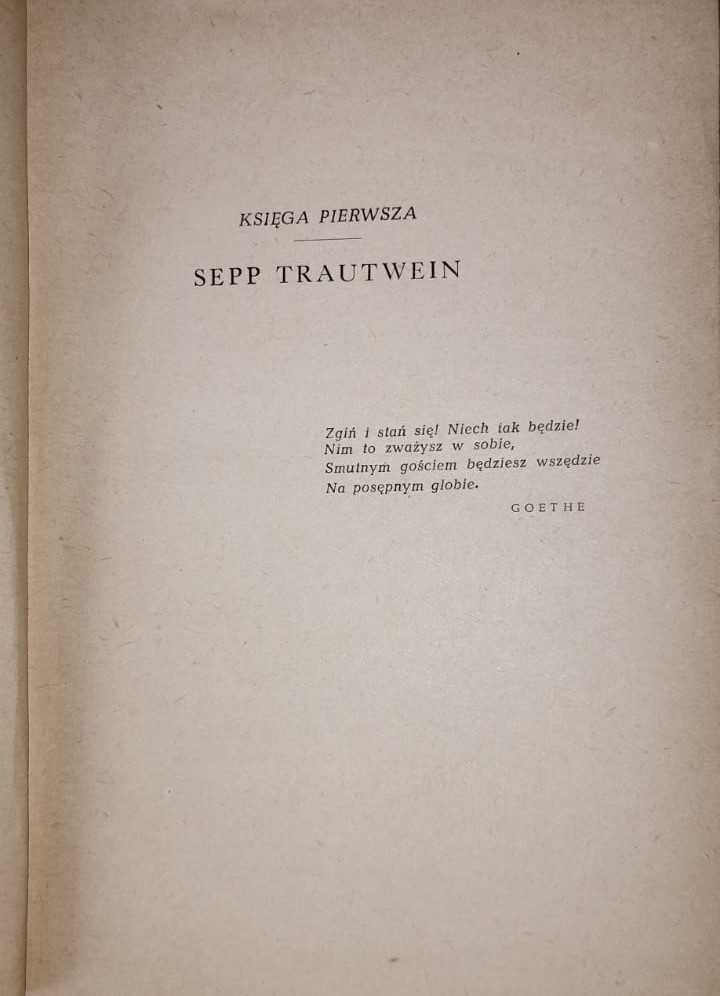 KSIĘGA PIERWSZA
SEPP TRAUTWEIN
Zgiń i stań się! Niech tak będzie!
Nim to zważysz w sobie,
Smutnym gościem będziesz wszędzie
Na posępnym globie.
GOETHE